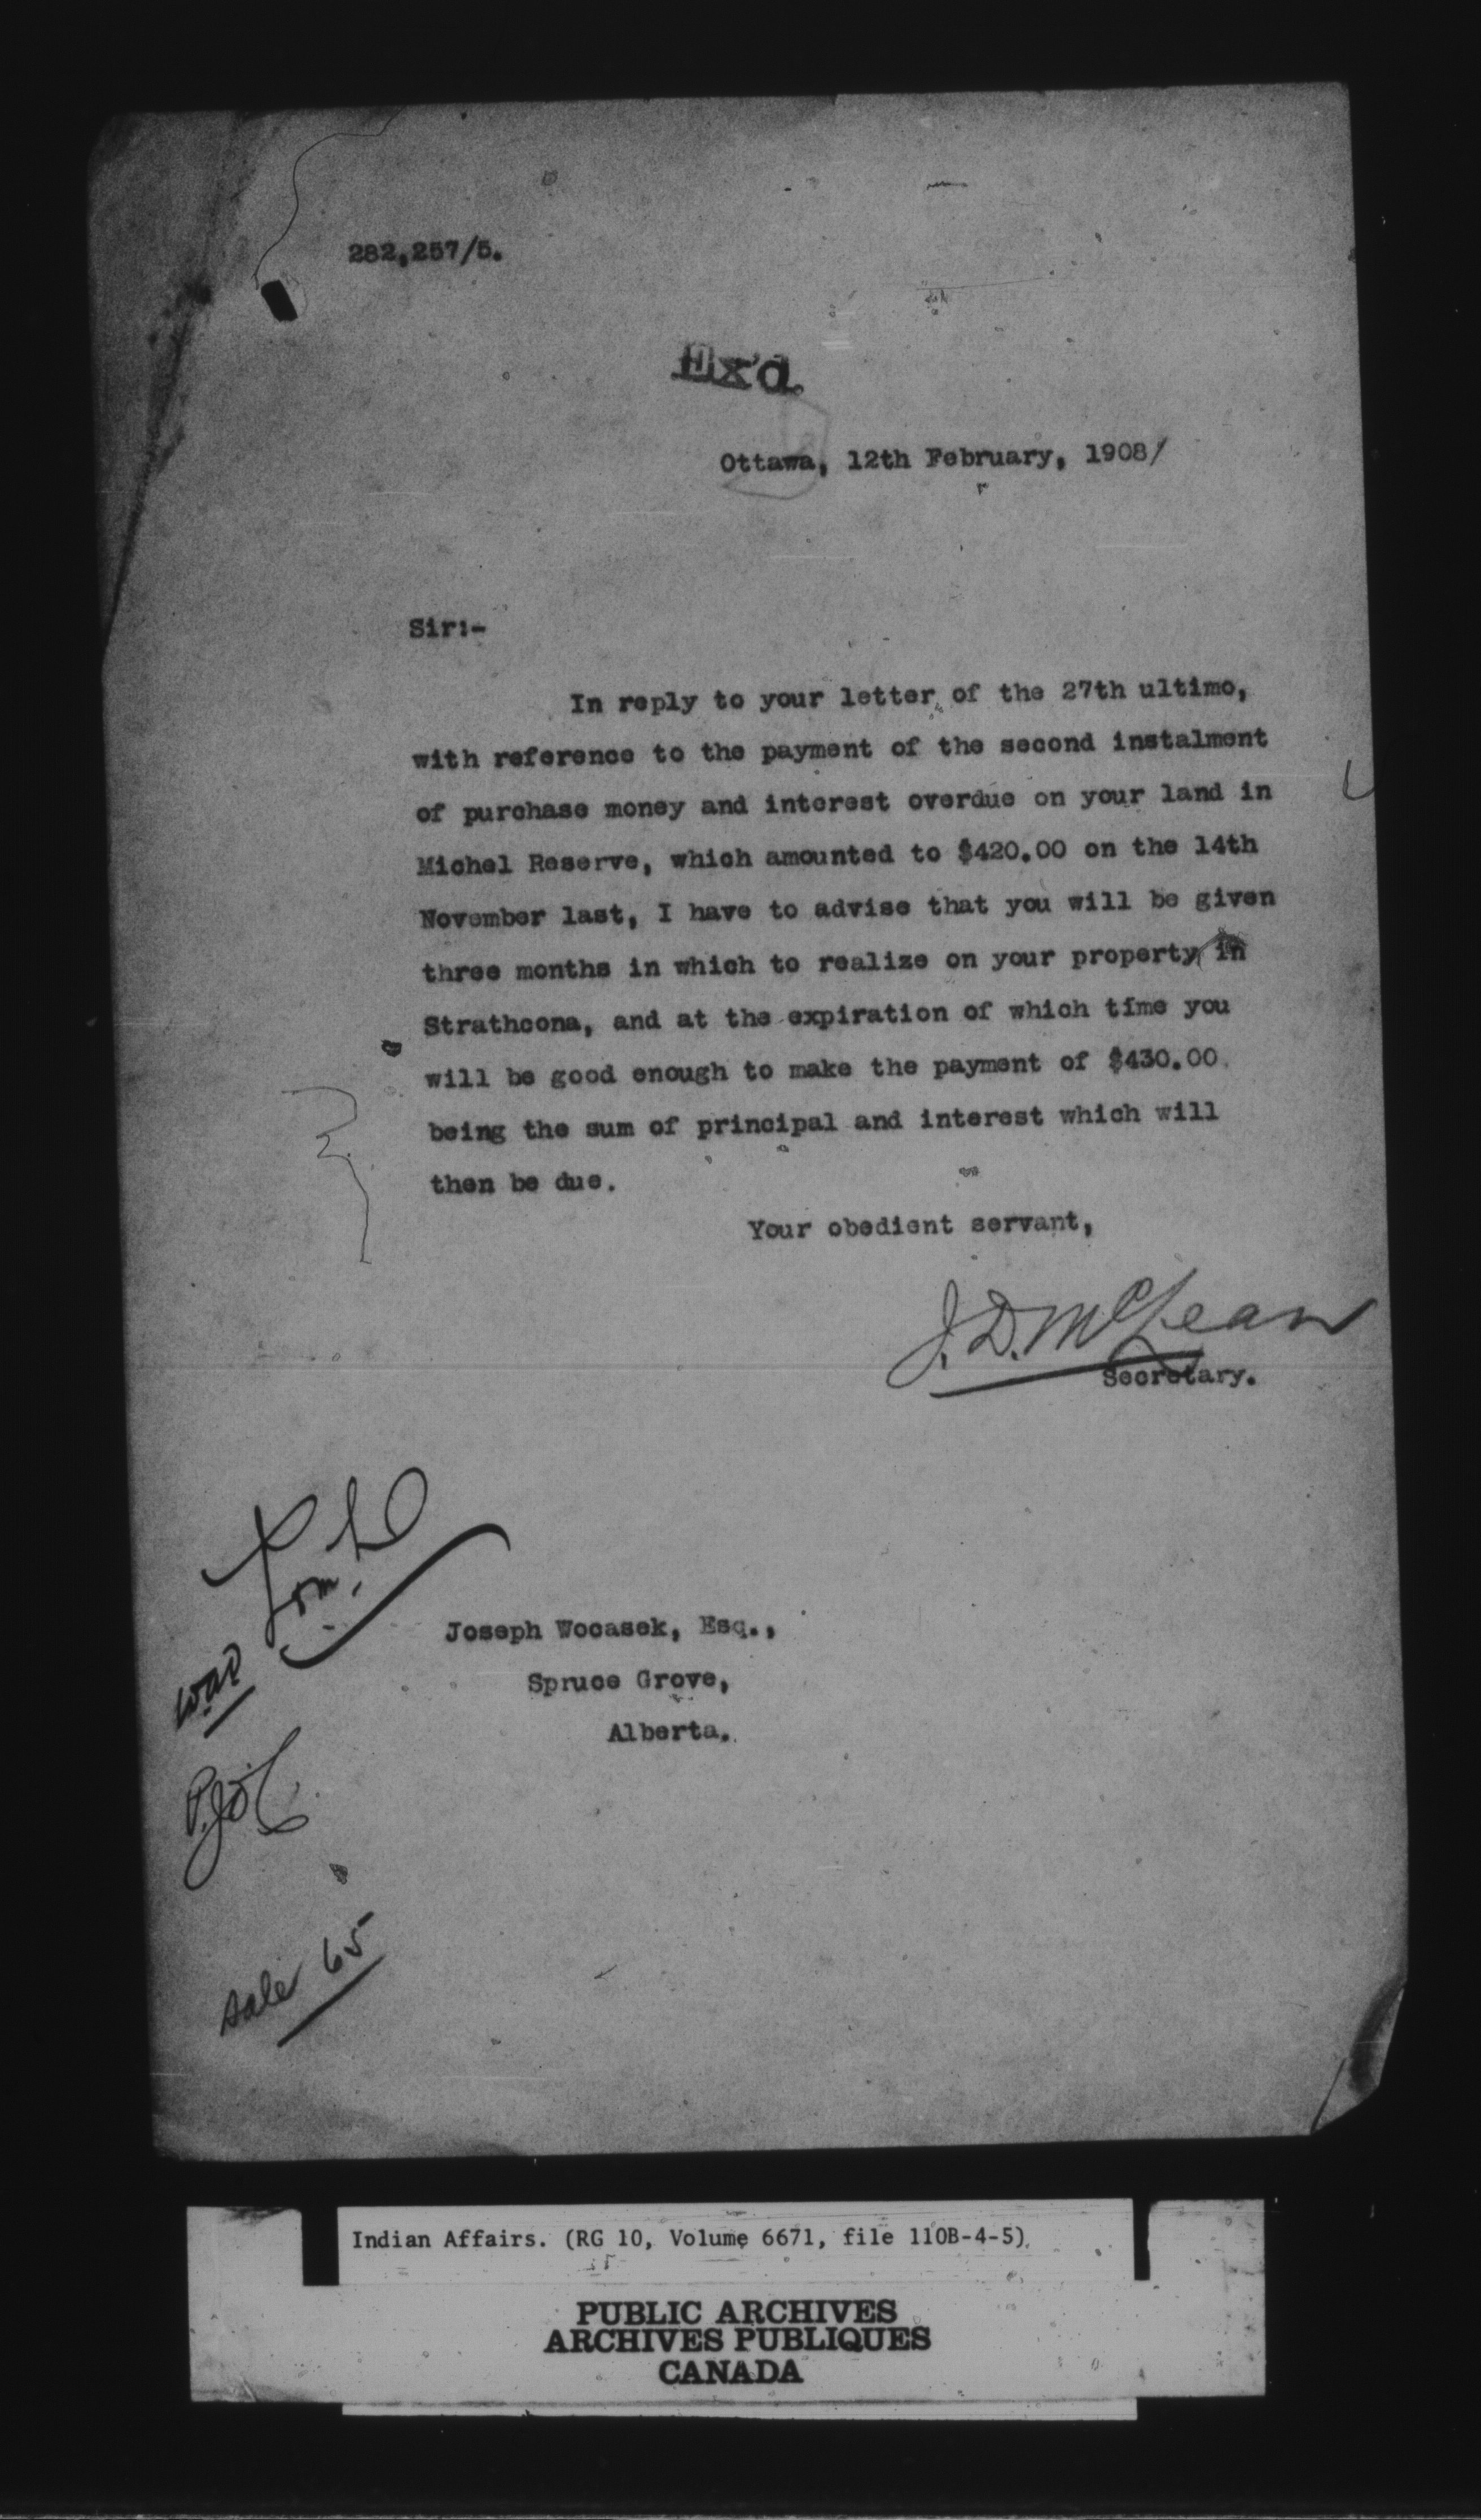 282,257/5.
Ex'd.
Ottawa, 12th February, 1908/
Sir:-
In reply to your letter of the 27th ultimo,
with reference to the payment of the second instalment
of purchase money and interest overdue on your land in
Michel Reserve, which amounted to $420.00 on the 14th
November last, I have to advise that you will be given
three months in which to realize on your property in
Strathcona, and at the expiration of which time you
will be good enough to make the payment of $430.00
being the sum of principal and interest which will
then be due.
Your obedient servant,
J. D. McLean
Secretary.
Joseph Wocasek, Esq.,
Spruce Grove,
Alberta.
Sale 65
Indian Affairs. (RG 10, Volume 6671, file 110B-4-5)
PUBLIC ARCHIVES
ARCHIVES PUBLIQUES
CANADA